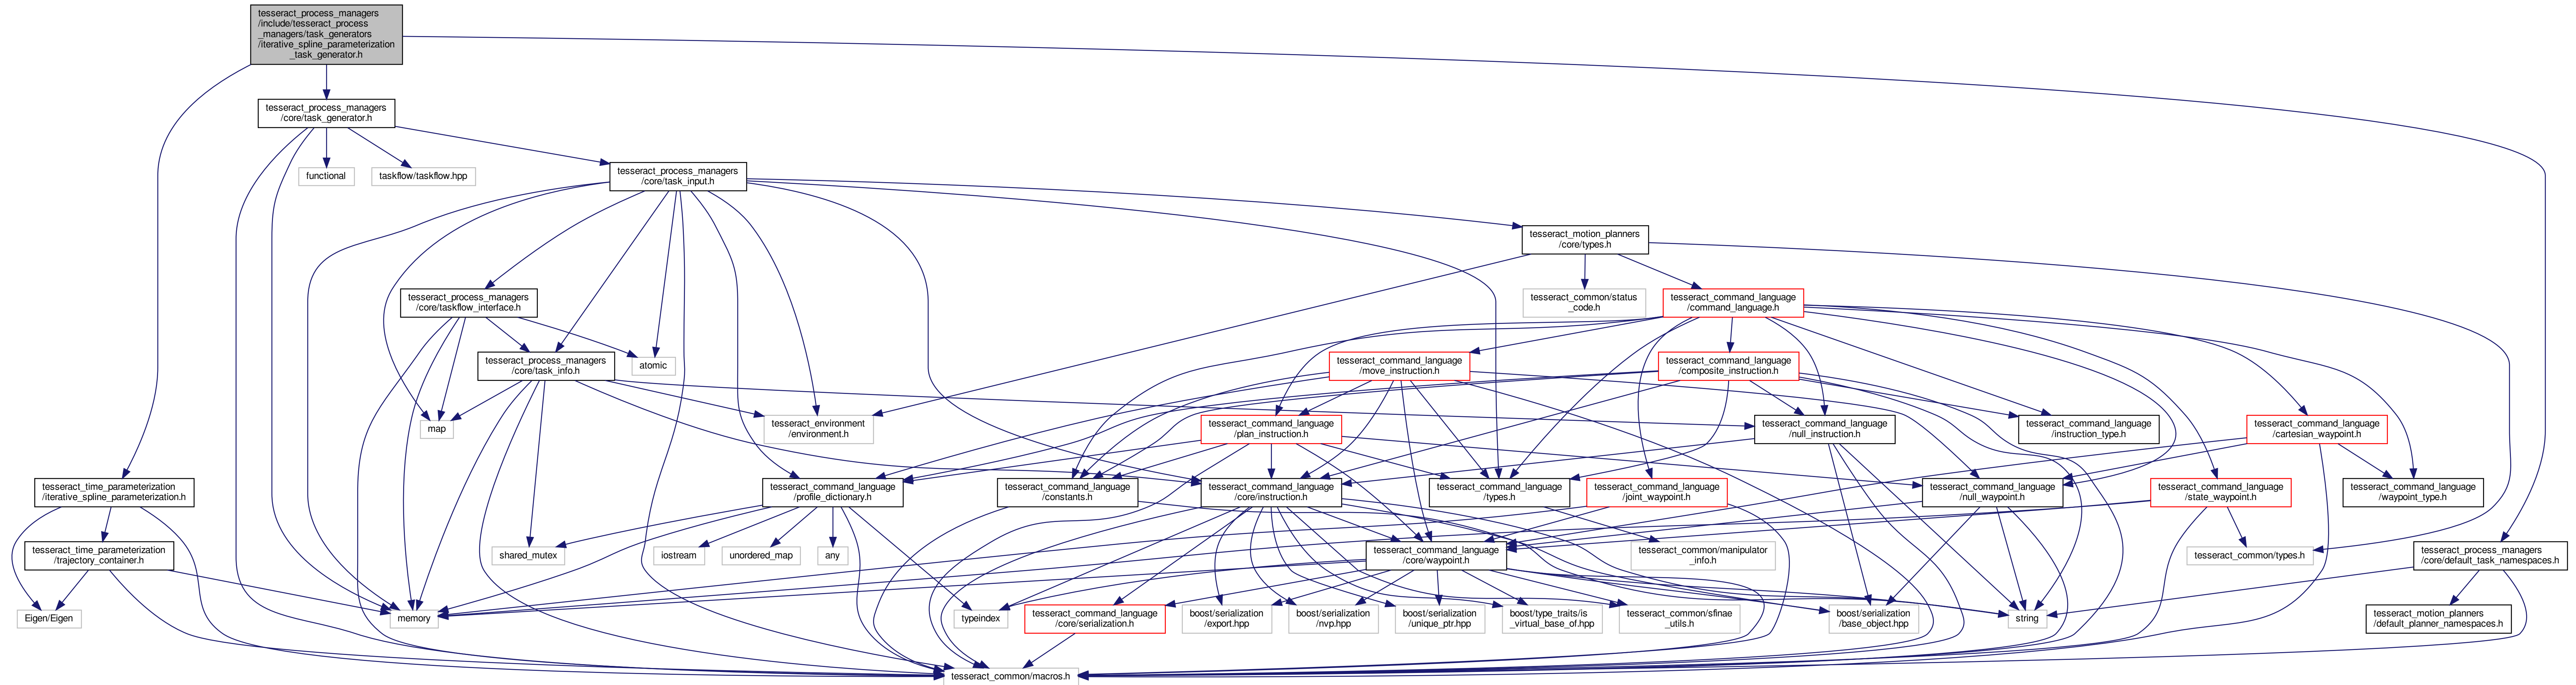 tesseract_process_managers
/include/tesseract_process
_managers/task_generators
/iterative_spline_parameterization
_task_generator.h
tesseract_process_managers
/core/task_generator.h
functional
taskflow/taskflow.hpp
tesseract_process_managers
/core/task_input.h
tesseract_motion_planners
/core/types.h
tesseract_process_managers
/core/taskflow_interface.h
tesseract_common/status
_code.h
tesseract_command_language
/command_language.h
tesseract_process_managers
/core/task_info.h
atomic
tesseract_command_language
/move_instruction.h
tesseract_command_language
/composite_instruction.h
map
tesseract_environment
/environment.h
tesseract_command_language
/plan_instruction.h
tesseract_command_language
/null_instruction.h
tesseract_command_language
/instruction_type.h
tesseract_command_language
/cartesian_waypoint.h
tesseract_time_parameterization
/iterative_spline_parameterization.h
tesseract_command_language
/profile_dictionary.h
tesseract_command_language
/constants.h
tesseract_command_language
/core/instruction.h
tesseract_command_language
/types.h
tesseract_command_language
/joint_waypoint.h
tesseract_command_language
/null_waypoint.h
tesseract_command_language
/state_waypoint.h
tesseract_command_language
/waypoint_type.h
tesseract_time_parameterization
/trajectory_container.h
shared_mutex
iostream
unordered_map
any
tesseract_command_language
/core/waypoint.h
tesseract_common/manipulator
_info.h
tesseract_common/types.h
tesseract_process_managers
/core/default_task_namespaces.h
Eigen/Eigen
memory
typeindex
tesseract_command_language
/core/serialization.h
boost/serialization
/export.hpp
boost/serialization
/nvp.hpp
boost/serialization
/unique_ptr.hpp
boost/type_traits/is
_virtual_base_of.hpp
tesseract_common/sfinae
_utils.h
boost/serialization
/base_object.hpp
string
tesseract_motion_planners
/default_planner_namespaces.h
tesseract_common/macros.h